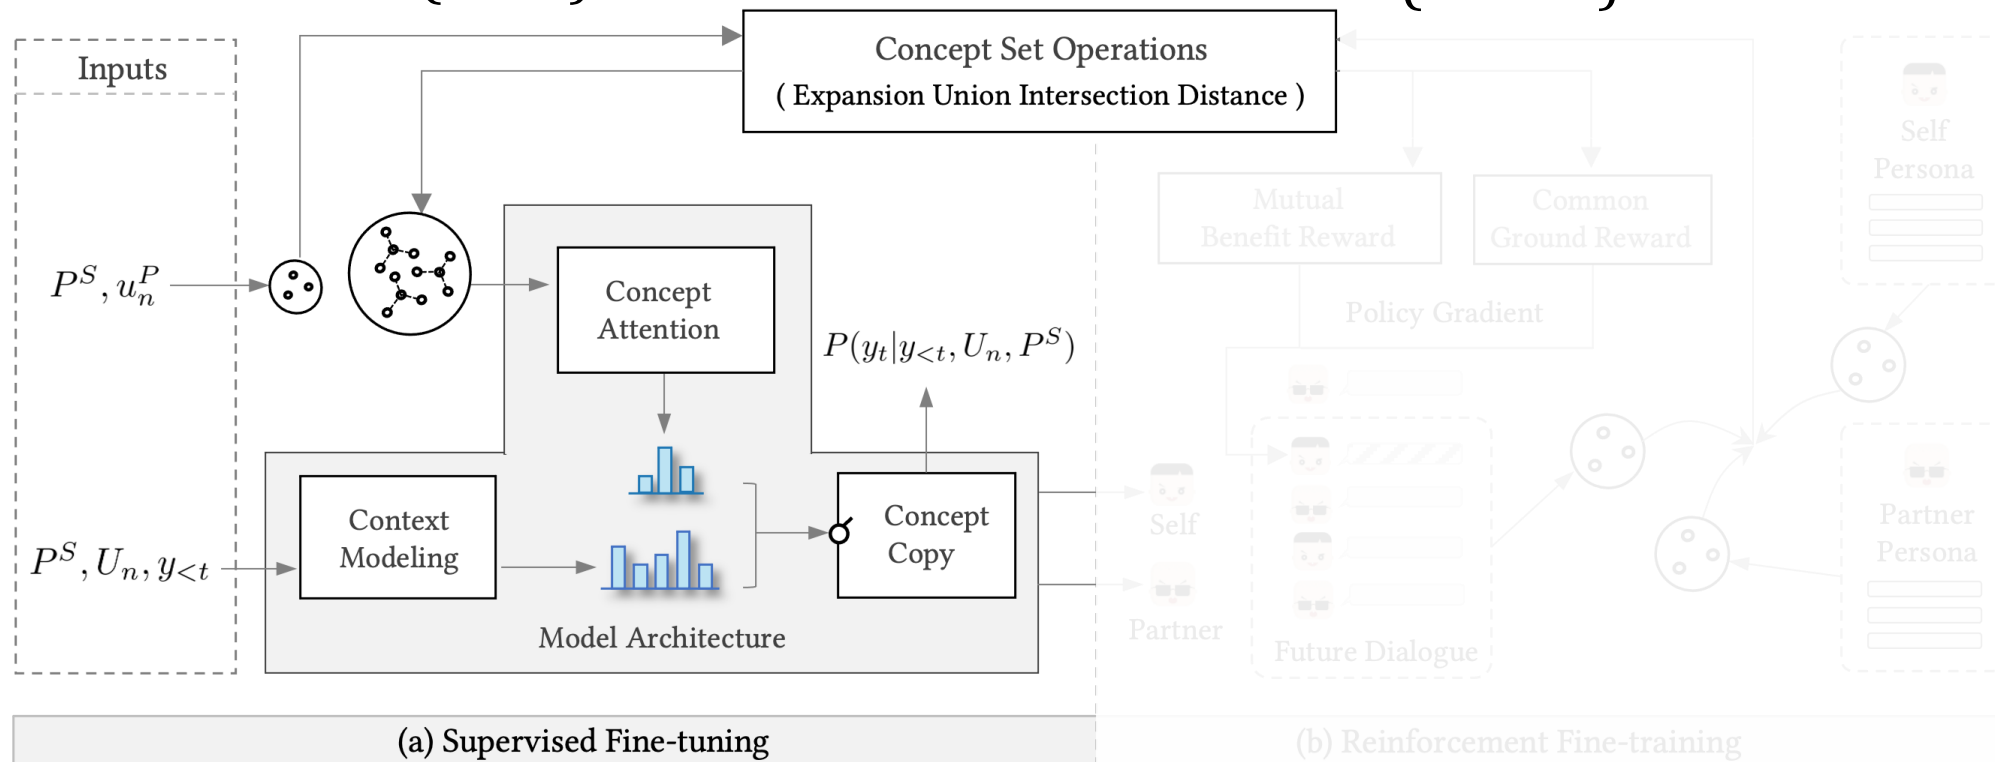 Inputs
Concept Set Operations
( Expansion Union Intersection Distance )
P^S, u_n^P
Concept
Attention
P(y_t|y_{<t}, U_n, P^S)
P^S, U_n, y_{<t}
Context
Modeling
Concept
Copy
Model Architecture
(a) Supervised Fine-tuning
Mutual
Benefit Reward
Common
Ground Reward
Policy Gradient
Self
Partner
Future Dialogue
Self
Persona
Partner
Persona
(b) Reinforcement Fine-training